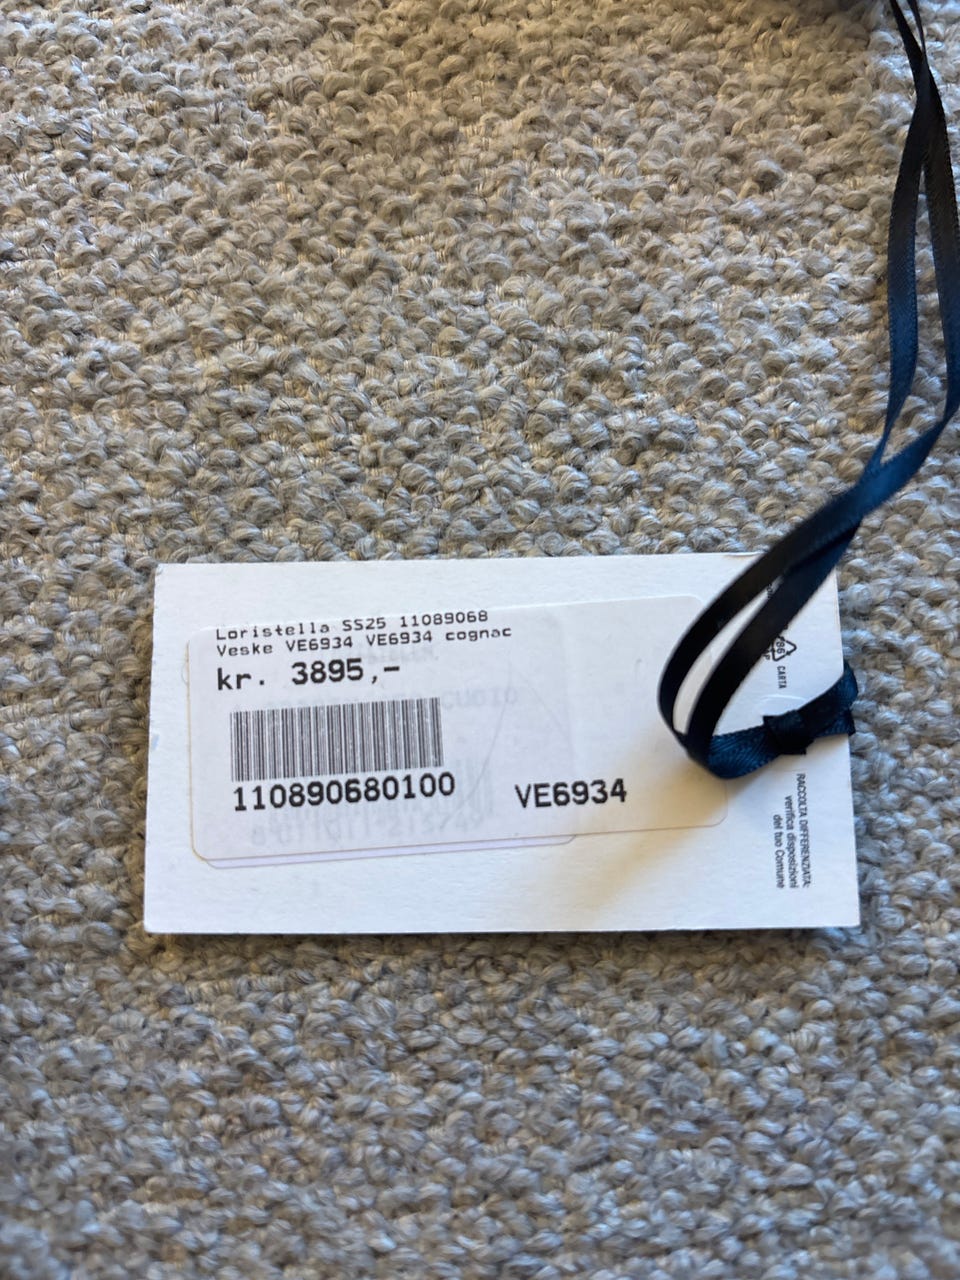 Loristella SS25 11089068
Veske VE6934 VE6934 cognac
kr. 3895,-
110890680100
VE6934
CARTA
RACCOLTA DIFFERENZIATA:
verifica disposizioni
del tuo Comune